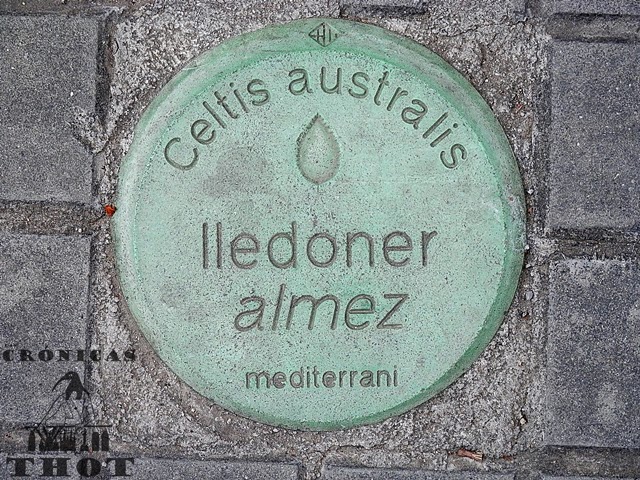 Celtis australis
lledoner
almez
mediterrani
CRÓNICAS
THOT